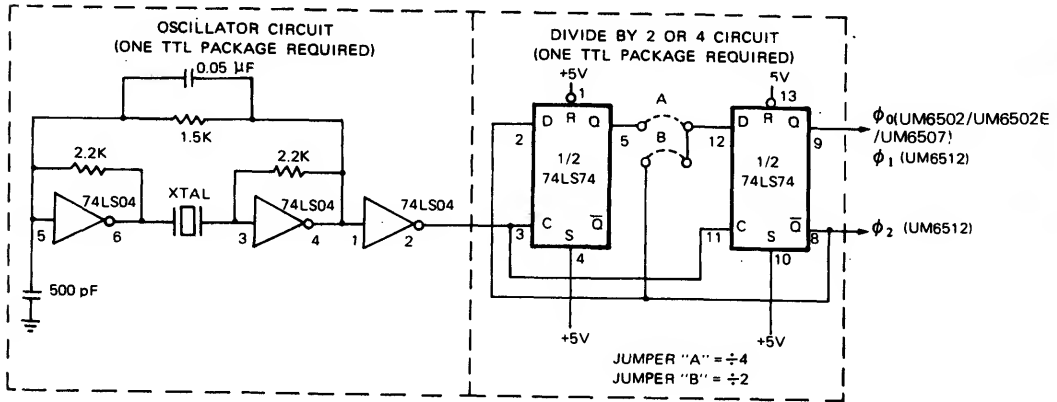 OSCILLATOR CIRCUIT
(ONE TTL PACKAGE REQUIRED)
0.05 µF
1.5K
2.2K
2.2K
XTAL
74LS04
74LS04
74LS04
5
6
3
4
1
2
500 pF
DIVIDE BY 2 OR 4 CIRCUIT
(ONE TTL PACKAGE REQUIRED)
+5V
1
D R Q
2
5
1/2
74LS74
C Q̅
3
S
4
+5V
A
B
5V
13
D R Q
12
9
1/2
74LS74
C Q̅
11
8
S
10
+5V
ϕ0(UM6502/UM6502E
/UM6507)
ϕ1 (UM6512)
ϕ2 (UM6512)
JUMPER "A" = ÷4
JUMPER "B" = ÷2